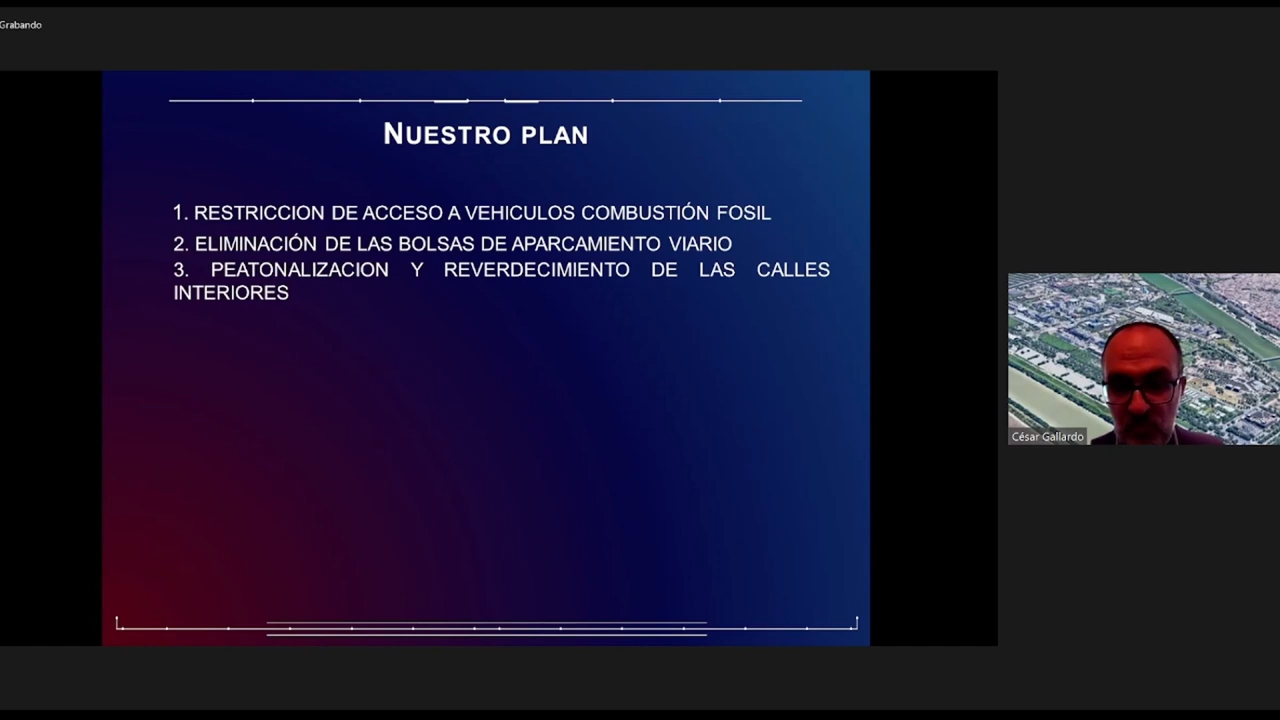 Grabando
NUESTRO PLAN
1. RESTRICCION DE ACCESO A VEHICULOS COMBUSTIÓN FOSIL
2. ELIMINACIÓN DE LAS BOLSAS DE APARCAMIENTO VIARIO
3. PEATONALIZACION Y REVERDECIMIENTO DE LAS CALLES
INTERIORES
César Gallardo